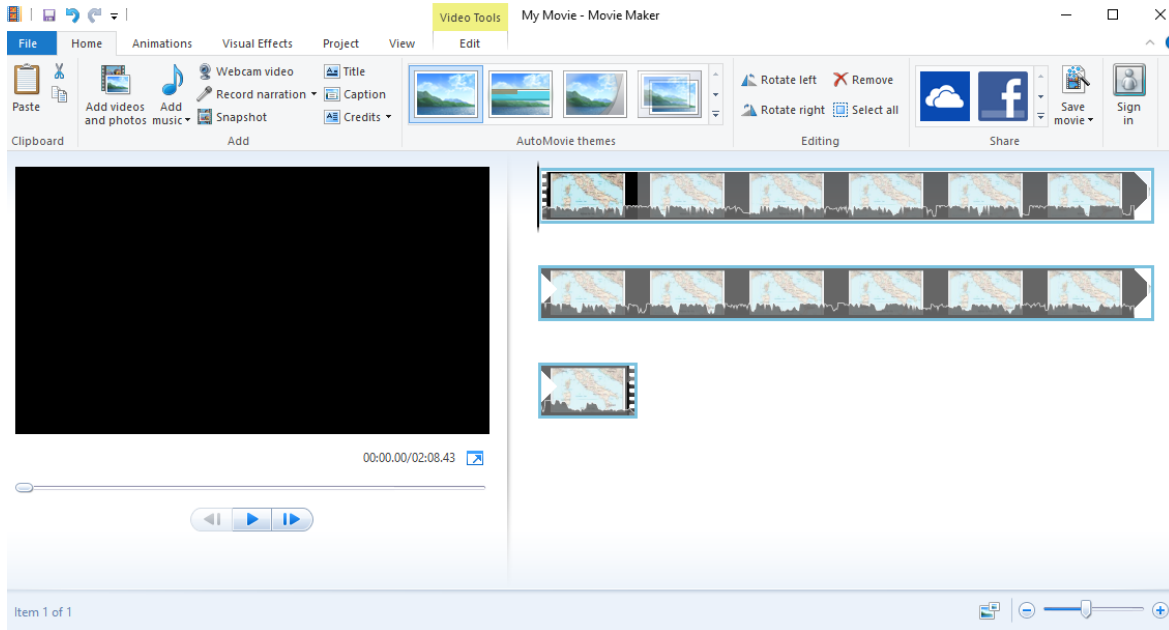 Video Tools My Movie - Movie Maker
File Home Animations Visual Effects Project View Edit
Paste
Add videos and photos
Add music
Webcam video
Record narration
Snapshot
Title
Caption
Credits
Rotate left
Rotate right
Remove
Select all
f
Save movie
Sign in
Clipboard Add AutoMovie themes Editing Share
00:00.00/02:08.43
Item 1 of 1